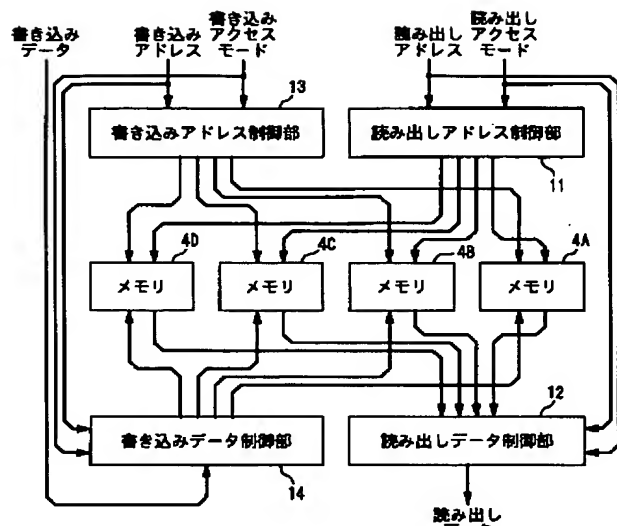 書き込み
データ
書き込み
アドレス
書き込み
アクセス
モード
読み出し
アドレス
読み出し
アクセス
モード
13
書き込みアドレス制御部
読み出しアドレス制御部
11
4D
メモリ
4C
メモリ
4B
メモリ
4A
メモリ
12
書き込みデータ制御部
読み出しデータ制御部
14
読み出し
データ